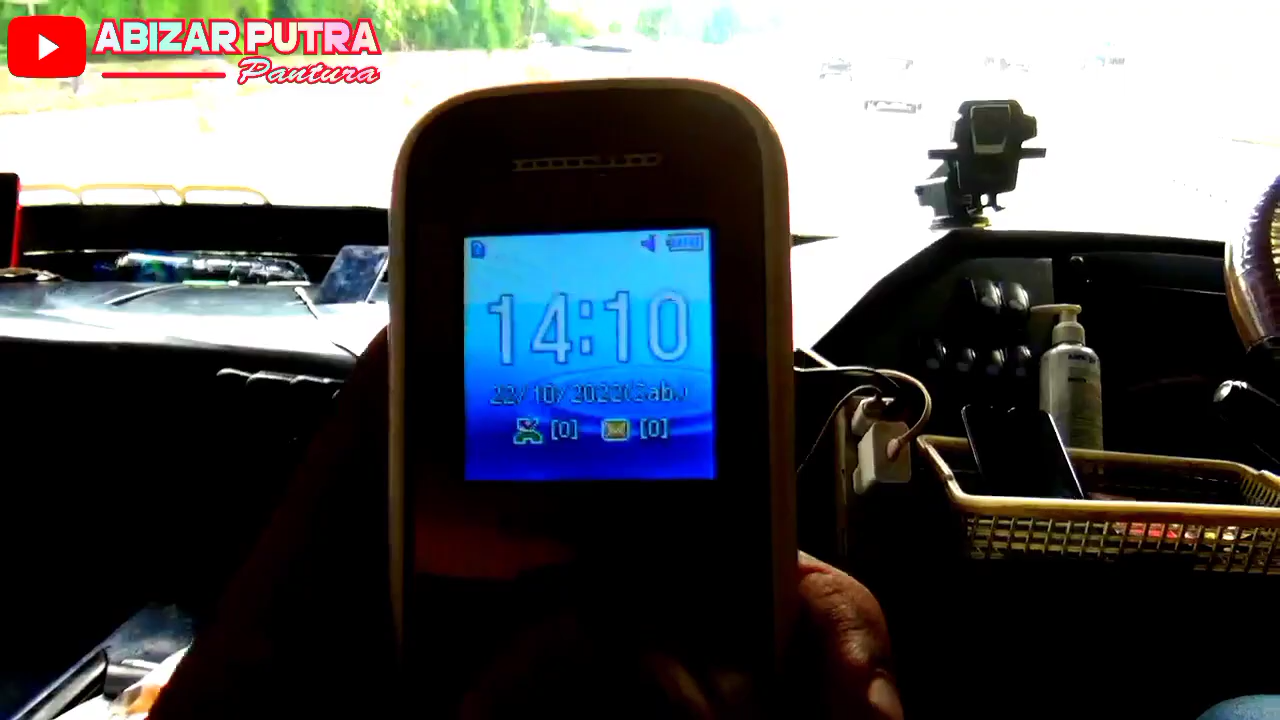 ABIZAR PUTRA
Pantura
14:10
22/10/2022(Sab.)
[0] [0]